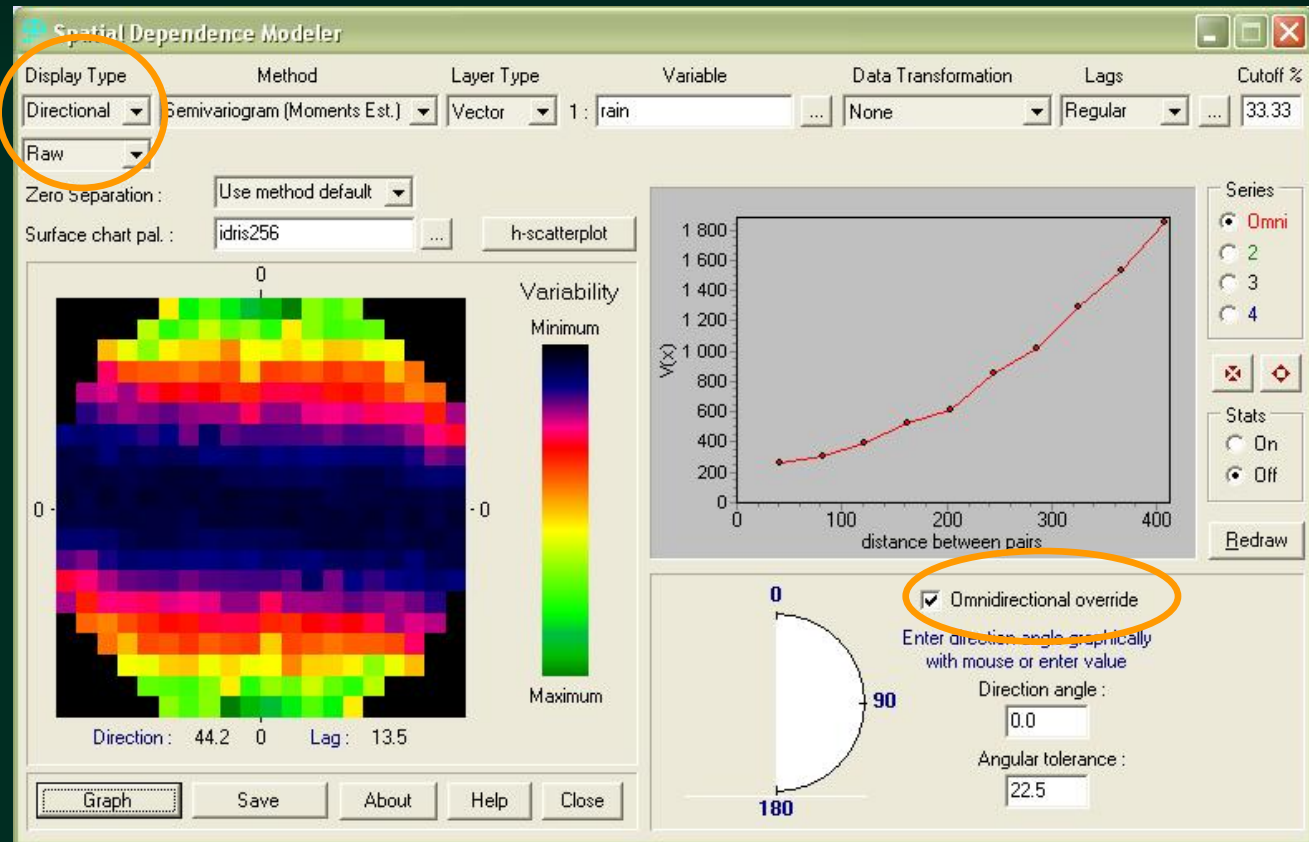 Spatial Dependence Modeler
Display Type Method Layer Type Variable Data Transformation Lags Cutoff %
Directional Semivariogram (Moments Est.) Vector 1 : rain ... None Regular ... 33.33
Raw
Zero Separation : Use method default
Surface chart pal. : idris256 ... h-scatterplot
0
Variability
Minimum
0 - - 0
Maximum
Direction : 44.2 0 Lag : 13.5
Graph Save About Help Close
1 800
1 600
1 400
1 200
1 000
800
600
400
200
0
V(x)
0 100 200 300 400
distance between pairs
Series
Omni
2
3
4
Stats
On
Off
Redraw
0
90
180
Omnidirectional override
Enter direction angle graphically
with mouse or enter value
Direction angle :
0.0
Angular tolerance :
22.5